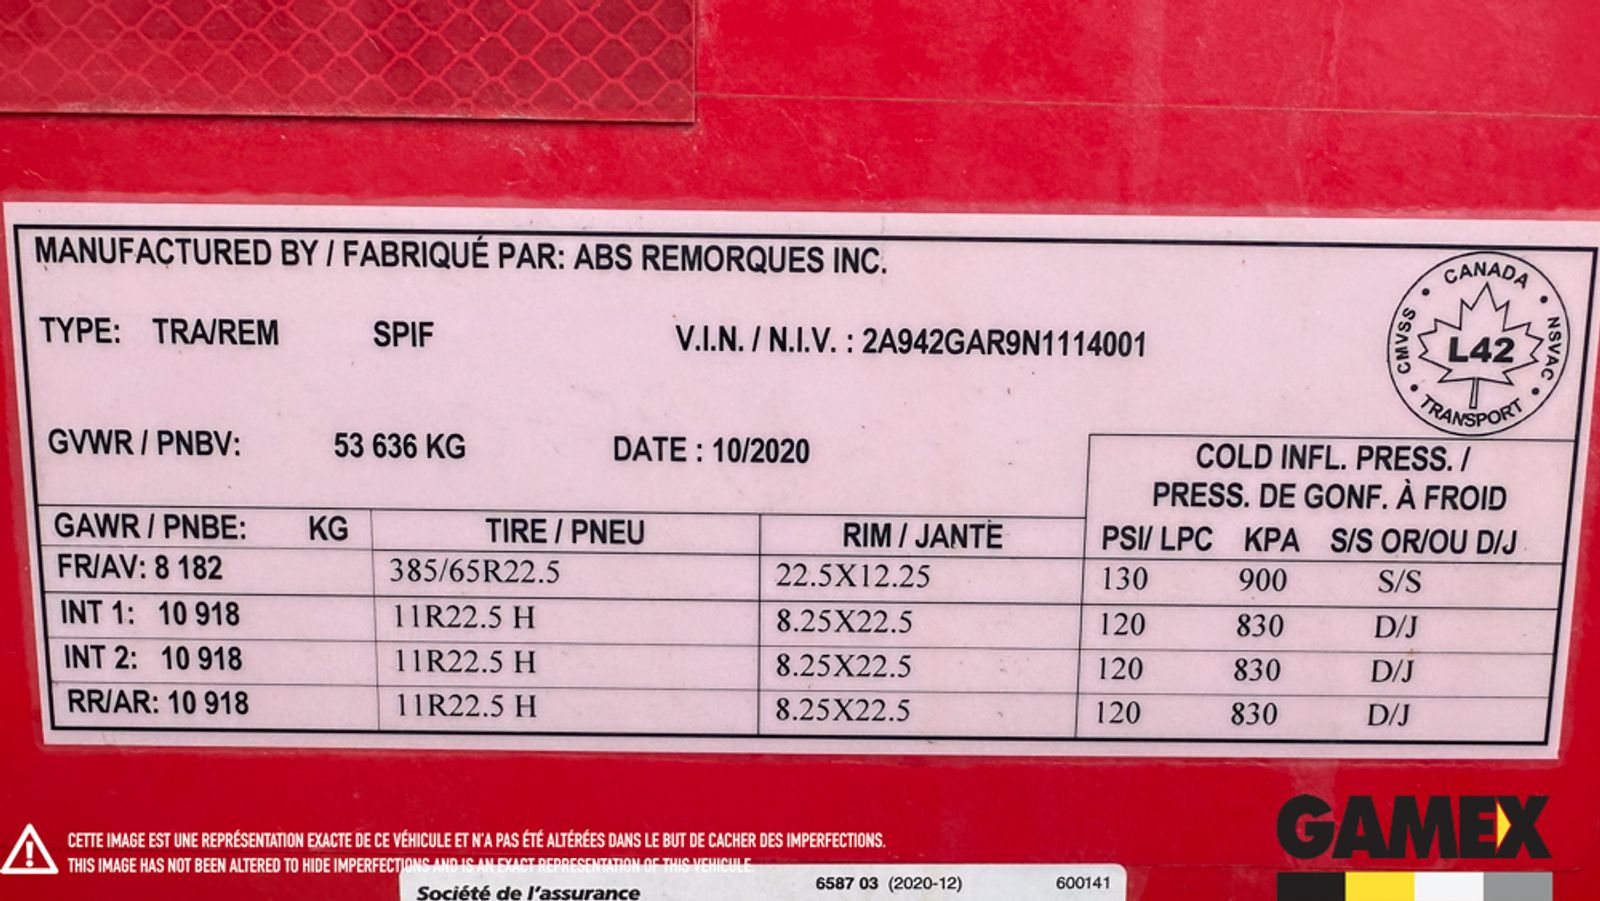 MANUFACTURED BY / FABRIQUÉ PAR: ABS REMORQUES INC.
TYPE: TRA/REM SPIF V.I.N. / N.I.V. : 2A942GAR9N1114001
CANADA
CMVSS NSVAC
L42
TRANSPORT
GVWR / PNBV: 53 636 KG DATE : 10/2020
COLD INFL. PRESS. /
PRESS. DE GONF. À FROID
GAWR / PNBE: KG TIRE / PNEU RIM / JANTE PSI/ LPC KPA S/S OR/OU D/J
FR/AV: 8 182 385/65R22.5 22.5X12.25 130 900 S/S
INT 1: 10 918 11R22.5 H 8.25X22.5 120 830 D/J
INT 2: 10 918 11R22.5 H 8.25X22.5 120 830 D/J
RR/AR: 10 918 11R22.5 H 8.25X22.5 120 830 D/J
CETTE IMAGE EST UNE REPRÉSENTATION EXACTE DE CE VÉHICULE ET N'A PAS ÉTÉ ALTÉRÉES DANS LE BUT DE CACHER DES IMPERFECTIONS.
THIS IMAGE HAS NOT BEEN ALTERED TO HIDE IMPERFECTIONS AND IS AN EXACT REPRESENTATION OF THIS VEHICULE.
GAMEX
Société de l'assurance 6587 03 (2020-12) 600141